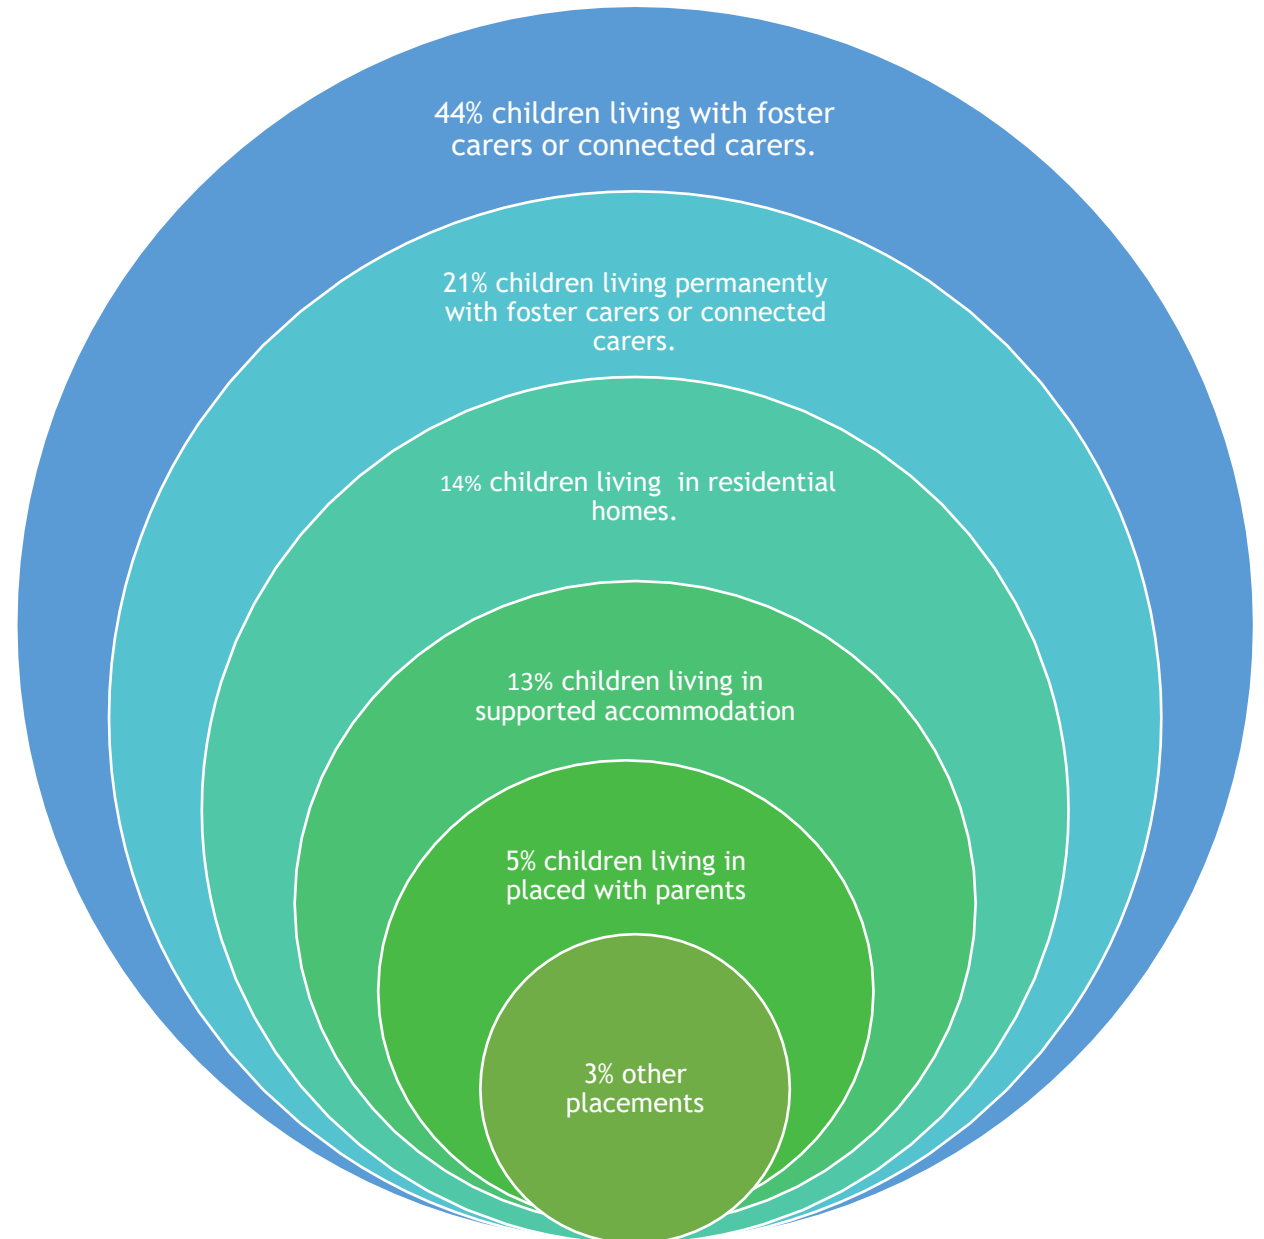 44% children living with foster
carers or connected carers.
21% children living permanently
with foster carers or connected
carers.
14% children living  in residential
homes.
13% children living in
supported accommodation
5% children living in
placed with parents
3% other
placements